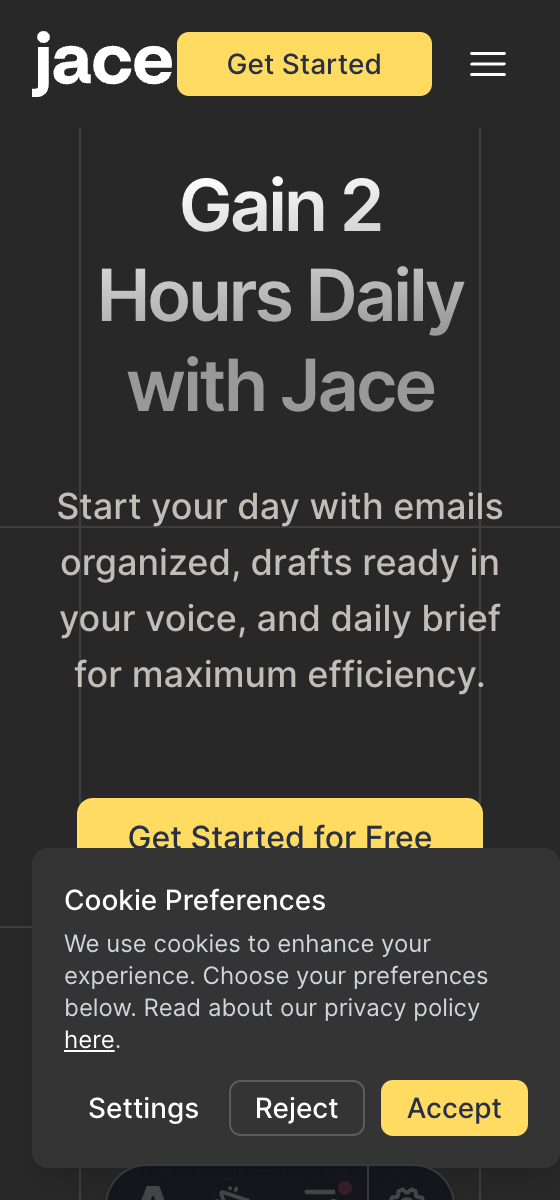 jace
Get Started
Gain 2
Hours Daily
with Jace
Start your day with emails
organized, drafts ready in
your voice, and daily brief
for maximum efficiency.
Get Started for Free
Cookie Preferences
We use cookies to enhance your
experience. Choose your preferences
below. Read about our privacy policy
here.
Settings
Reject
Accept